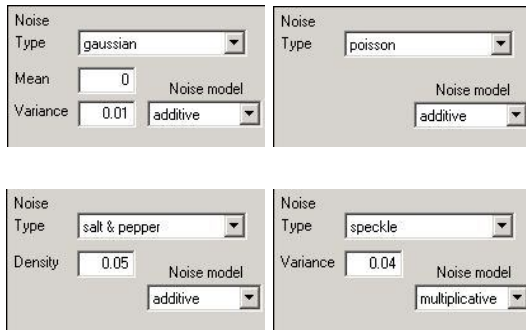 Noise
Type gaussian
Mean 0
Noise model
Variance 0.01 additive
Noise
Type poisson
Noise model
additive
Noise
Type salt & pepper
Density 0.05
Noise model
additive
Noise
Type speckle
Variance 0.04
Noise model
multiplicative